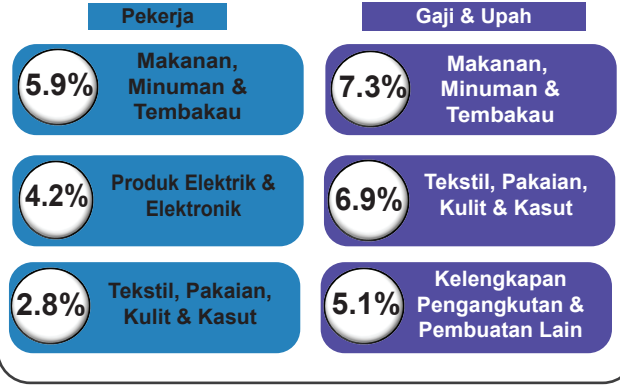 Pekerja
5.9%
Makanan,
Minuman &
Tembakau
4.2%
Produk Elektrik &
Elektronik
2.8%
Tekstil, Pakaian,
Kulit & Kasut
Gaji & Upah
7.3%
Makanan,
Minuman &
Tembakau
6.9%
Tekstil, Pakaian,
Kulit & Kasut
5.1%
Kelengkapan
Pengangkutan &
Pembuatan Lain